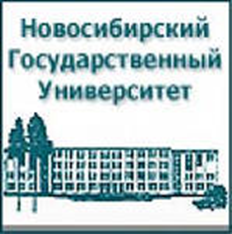 Новосибирский
Государственный
Университет